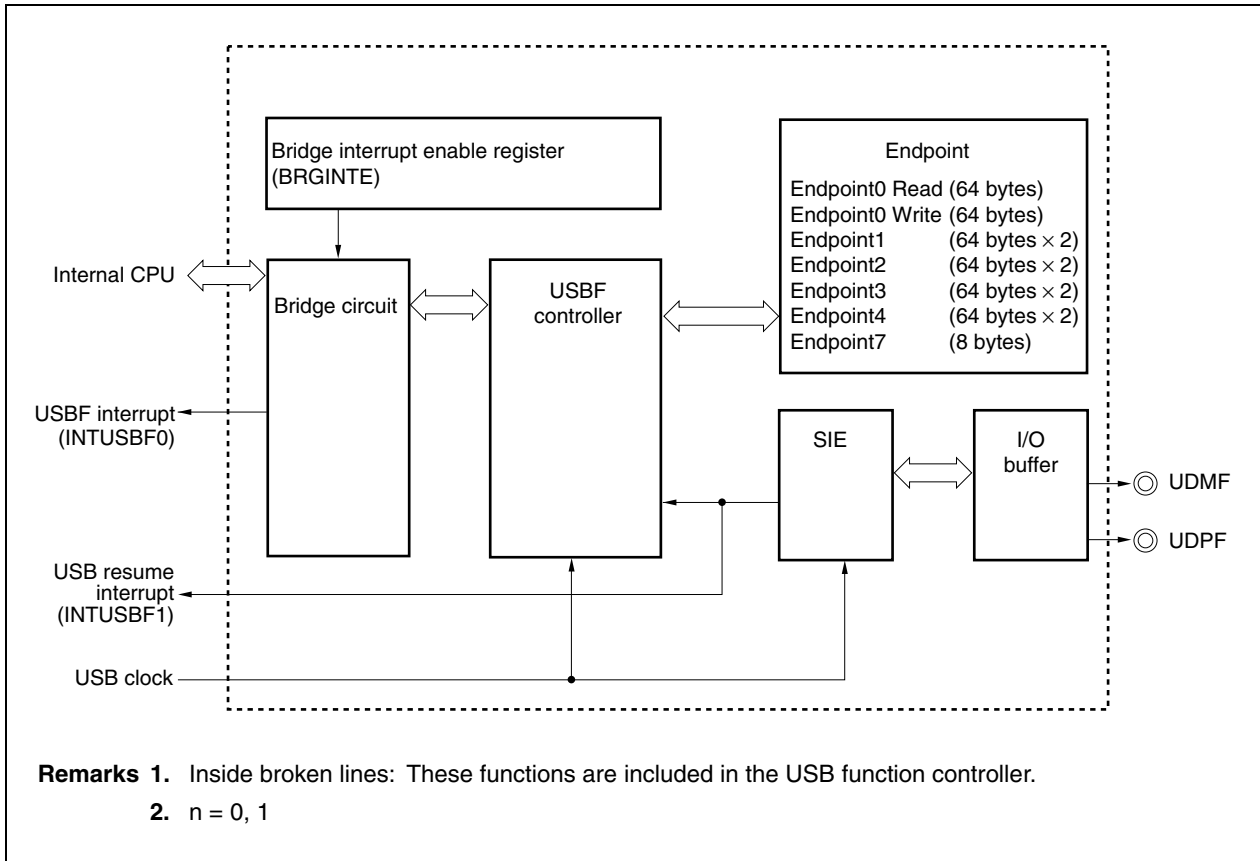 Bridge interrupt enable register
(BRGINTE)
Endpoint
Endpoint0 Read (64 bytes)
Endpoint0 Write (64 bytes)
Endpoint1 (64 bytes × 2)
Endpoint2 (64 bytes × 2)
Endpoint3 (64 bytes × 2)
Endpoint4 (64 bytes × 2)
Endpoint7 (8 bytes)
Internal CPU
Bridge circuit
USBF
controller
USBF interrupt
(INTUSBF0)
SIE
I/O
buffer
UDMF
UDPF
USB resume
interrupt
(INTUSBF1)
USB clock
Remarks 1. Inside broken lines: These functions are included in the USB function controller.
2. n = 0, 1